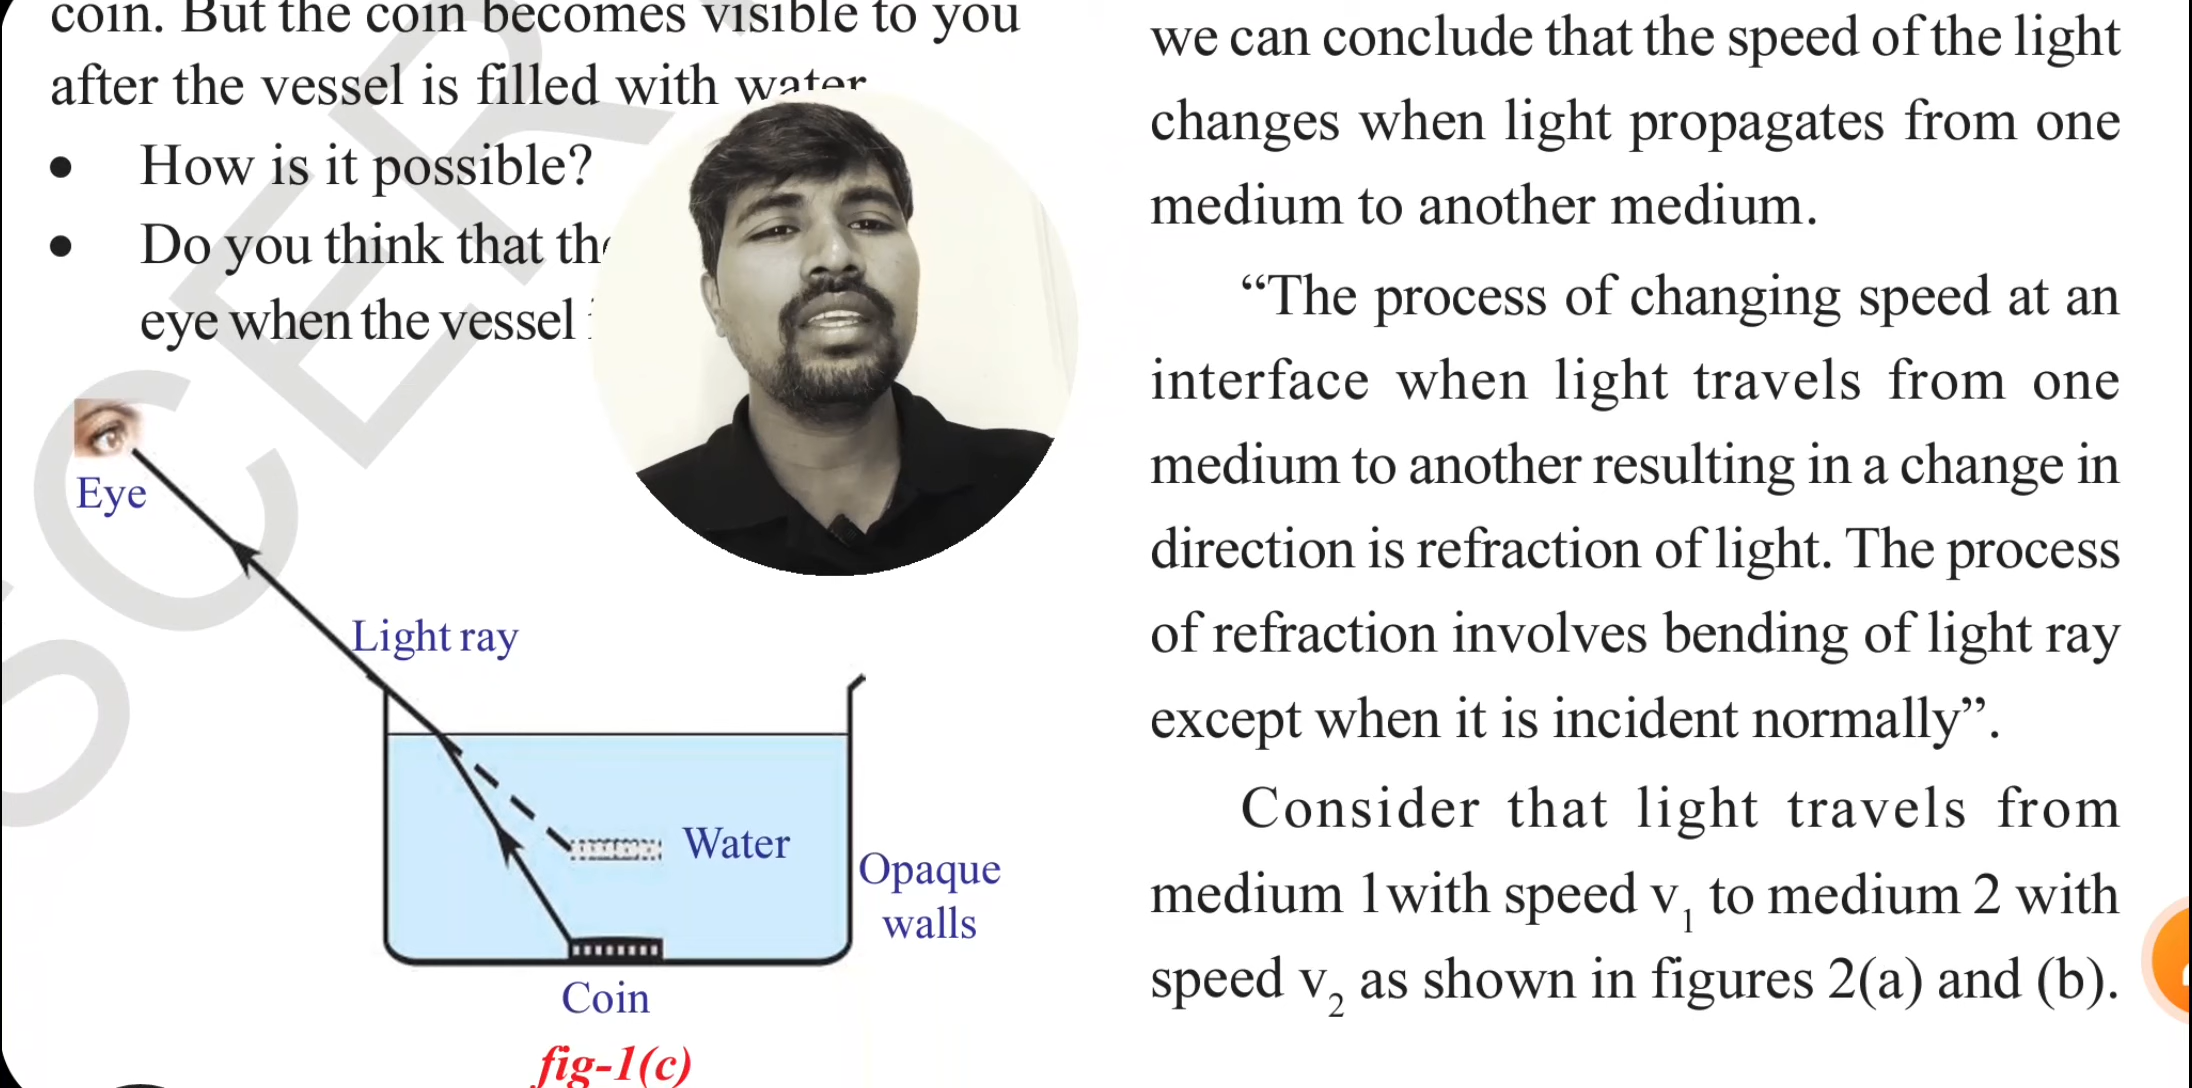 coin. But the coin becomes visible to you
after the vessel is filled with water
• How is it possible?
• Do you think that the
eye when the vessel
Eye
Light ray
Water
Opaque
walls
Coin
fig-1(c)
we can conclude that the speed of the light
changes when light propagates from one
medium to another medium.
“The process of changing speed at an
interface when light travels from one
medium to another resulting in a change in
direction is refraction of light. The process
of refraction involves bending of light ray
except when it is incident normally”.
Consider that light travels from
medium 1with speed v₁ to medium 2 with
speed v₂ as shown in figures 2(a) and (b).
SCER